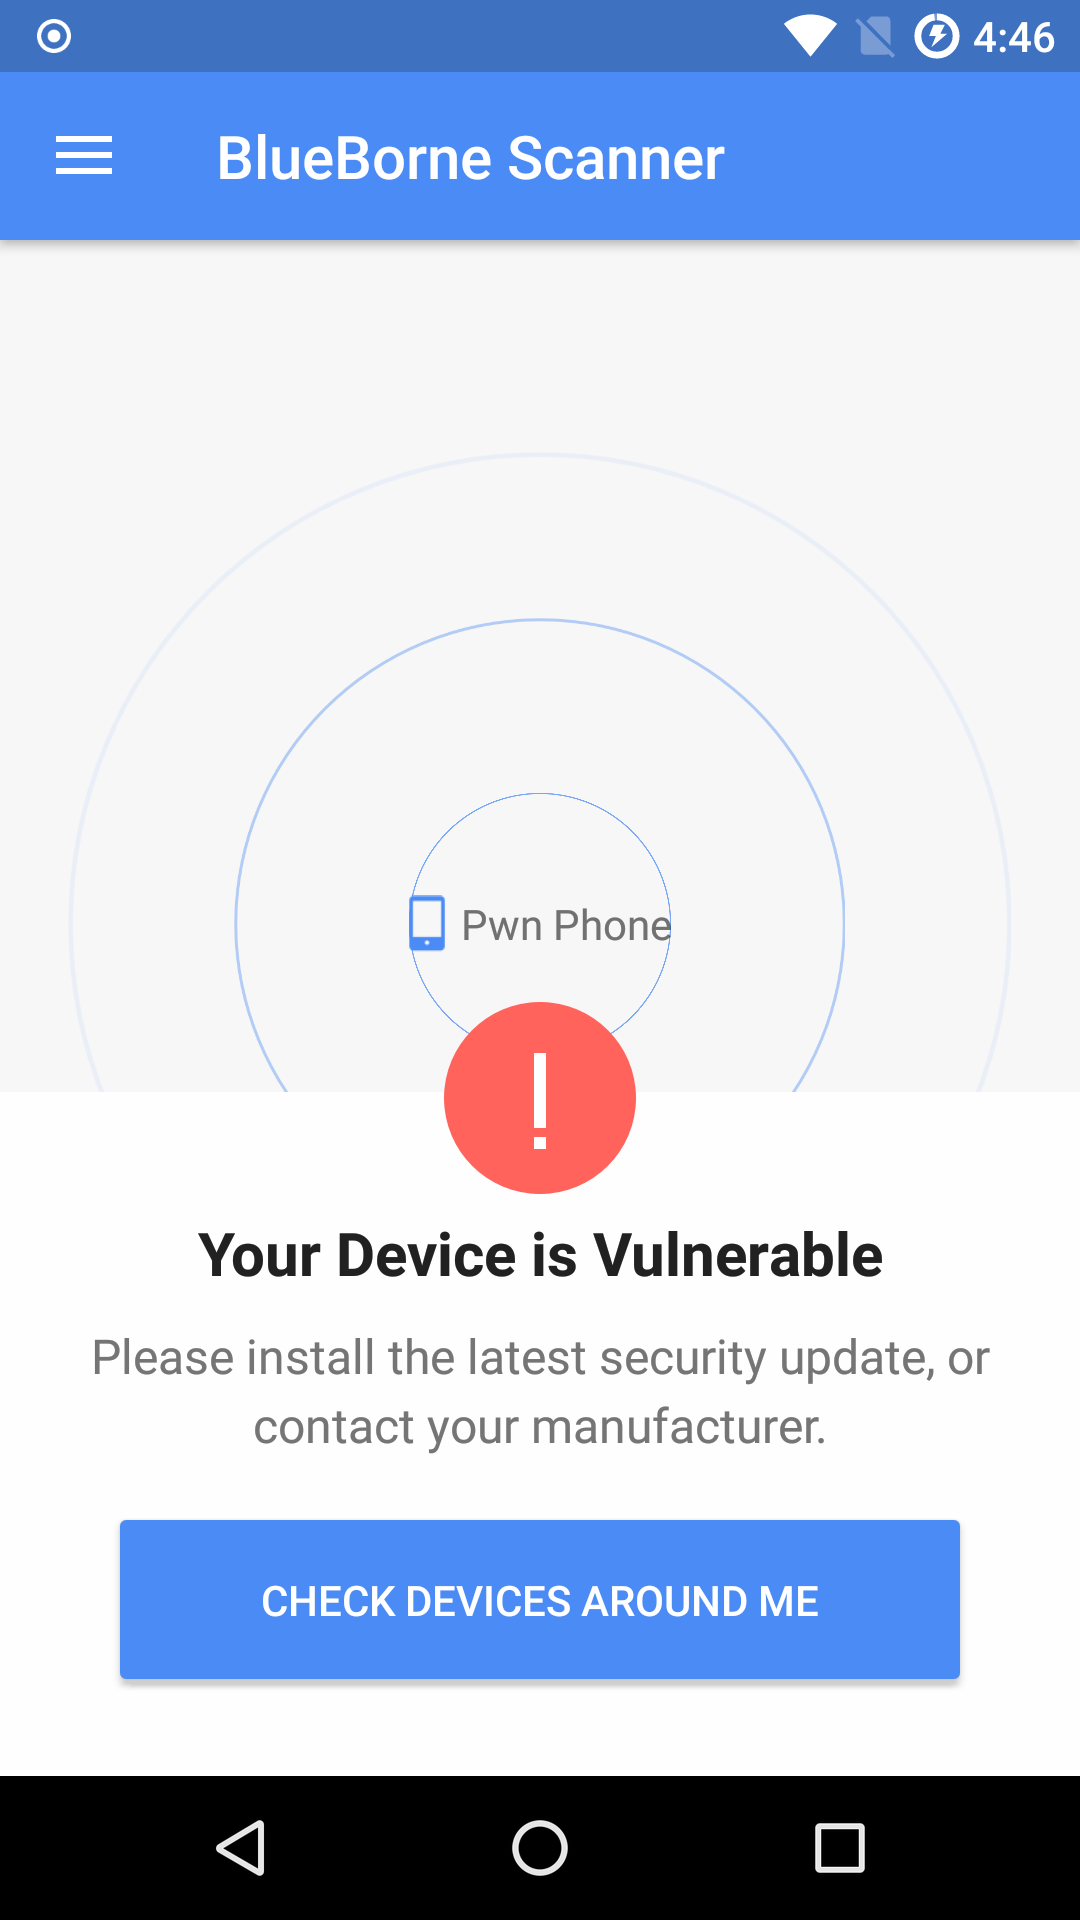 4:46
BlueBorne Scanner
Pwn Phone
Your Device is Vulnerable
Please install the latest security update, or
contact your manufacturer.
CHECK DEVICES AROUND ME